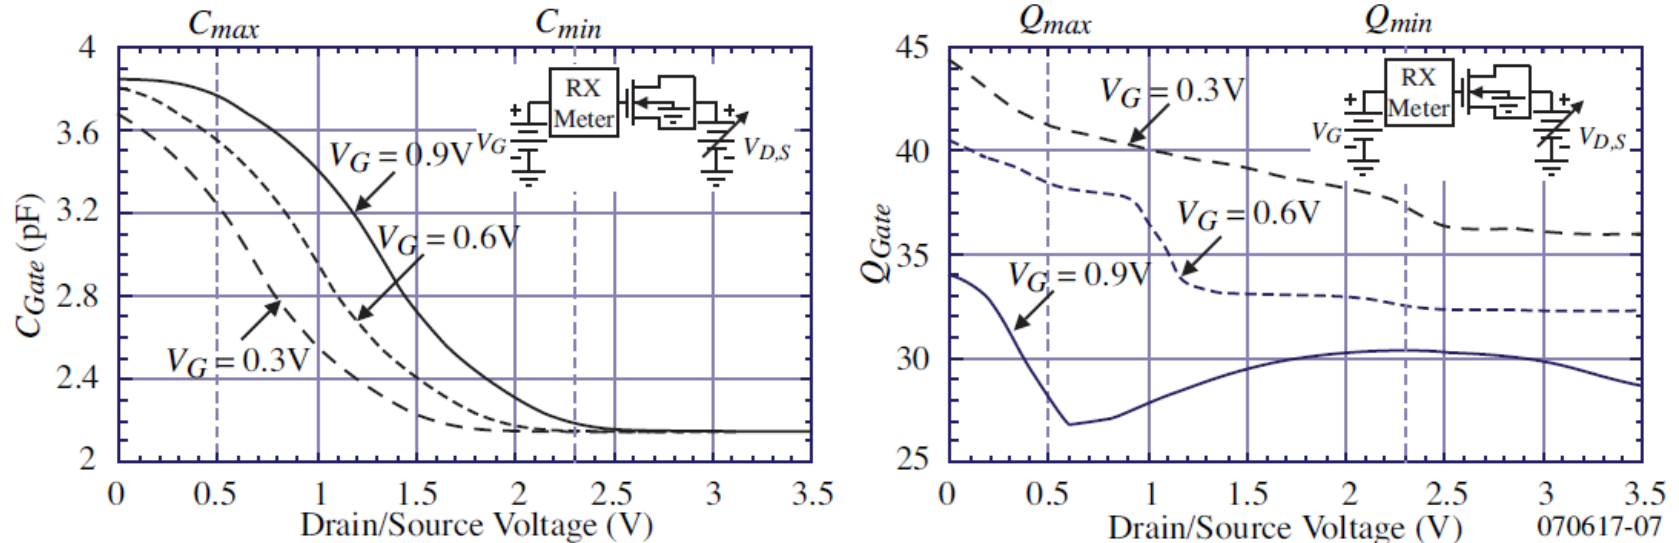 Cmax Cmin
4
3.6
3.2
2.8
2.4
2
CGate (pF)
RX
Meter
VG
VD,S
VG = 0.9V
VG = 0.6V
VG = 0.3V
0 0.5 1 1.5 2 2.5 3 3.5
Drain/Source Voltage (V)
Qmax Qmin
45
40
35
30
25
QGate
RX
Meter
VG
VD,S
VG = 0.3V
VG = 0.6V
VG = 0.9V
0 0.5 1 1.5 2 2.5 3 3.5
Drain/Source Voltage (V)
070617-07